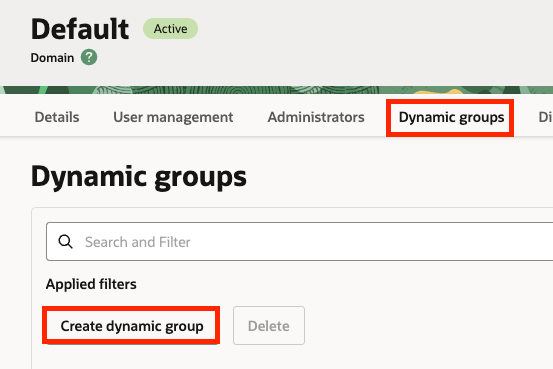 Default Active
Domain ?
Details User management Administrators Dynamic groups Di
Dynamic groups
Search and Filter
Applied filters
Create dynamic group Delete